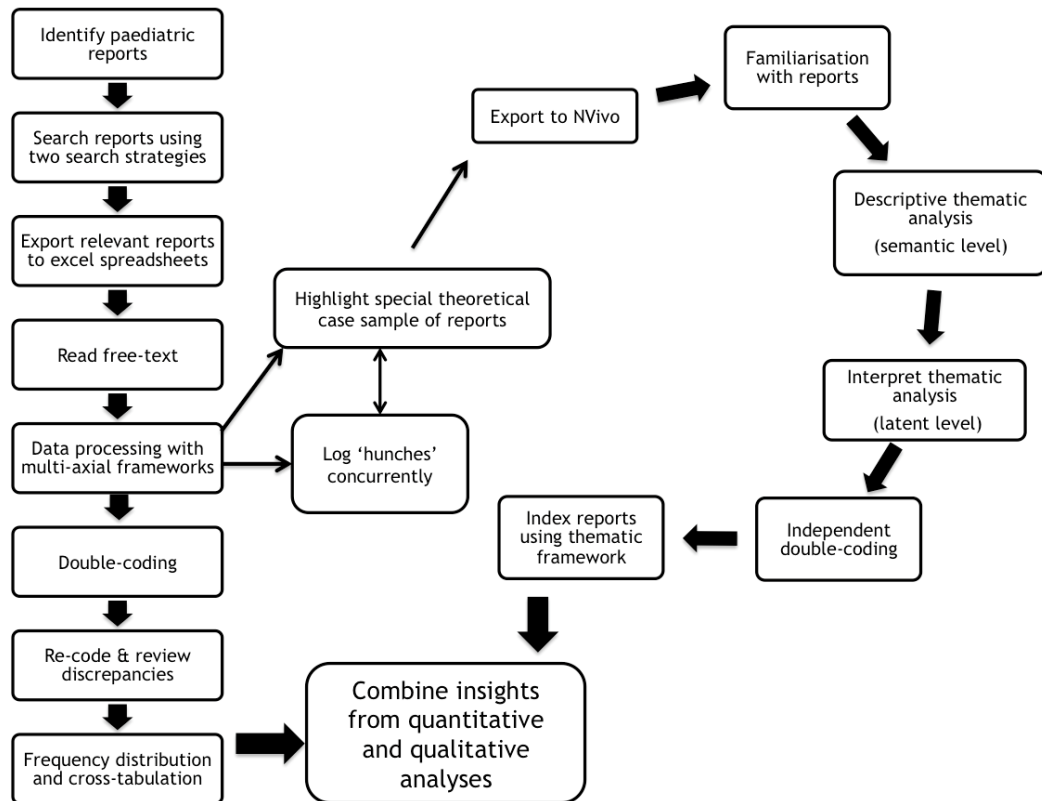 Identify paediatric
reports
Search reports using
two search strategies
Export relevant reports
to excel spreadsheets
Read free-text
Data processing with
multi-axial frameworks
Double-coding
Re-code & review
discrepancies
Frequency distribution
and cross-tabulation
Highlight special theoretical
case sample of reports
Log ‘hunches’
concurrently
Export to NVivo
Familiarisation
with reports
Descriptive thematic
analysis
(semantic level)
Interpret thematic
analysis
(latent level)
Independent
double-coding
Index reports
using thematic
framework
Combine insights
from quantitative
and qualitative
analyses